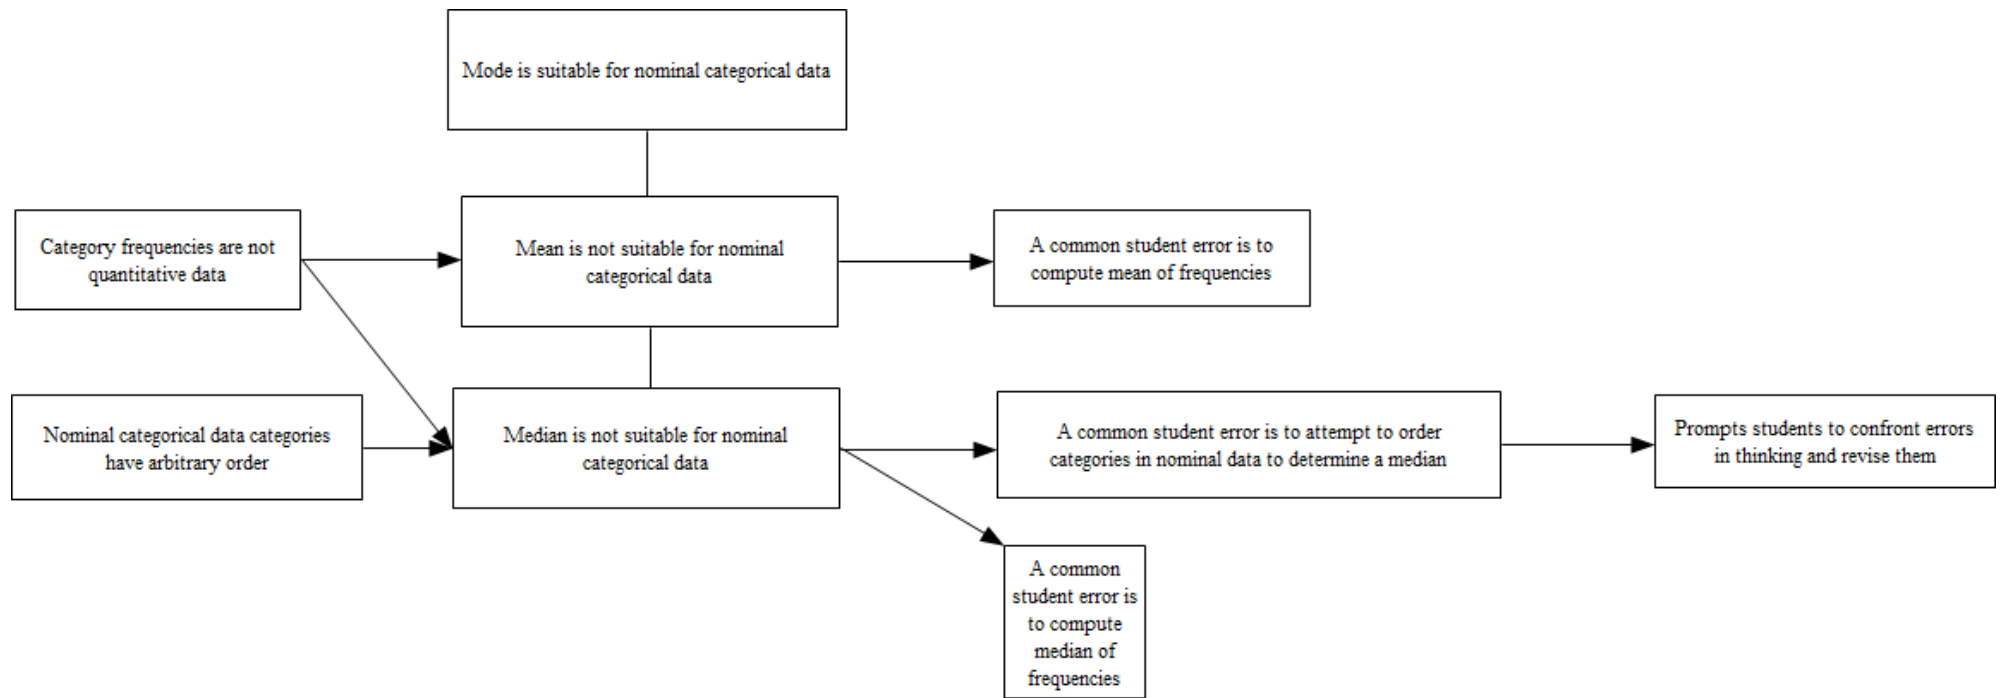 Mode is suitable for nominal categorical data
Category frequencies are not
quantitative data
Mean is not suitable for nominal
categorical data
A common student error is to
compute mean of frequencies
Nominal categorical data categories
have arbitrary order
Median is not suitable for nominal
categorical data
A common student error is to attempt to order
categories in nominal data to determine a median
Prompts students to confront errors
in thinking and revise them
A common
student error is
to compute
median of
frequencies